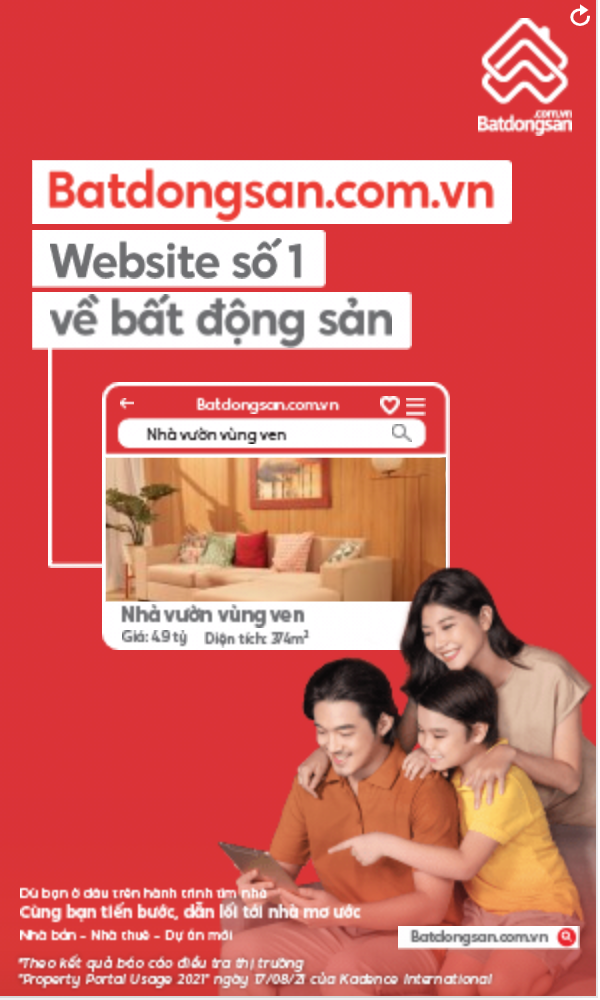 .com.vn
Batdongsan
Batdongsan.com.vn
Website số 1
về bất động sản
Batdongsan.com.vn
Nhà vườn vùng ven
Nhà vườn vùng ven
Giá: 4.9 tỷ Diện tích: 374m²
Dù bạn ở đâu trên hành trình tìm nhà
Cùng bạn tiến bước, dẫn lối tới nhà mơ ước
Nhà bán - Nhà thuê - Dự án mới
Batdongsan.com.vn
*Theo kết quả báo cáo điều tra thị trường
"Property Portal Usage 2021" ngày 17/08/21 của Kadence International